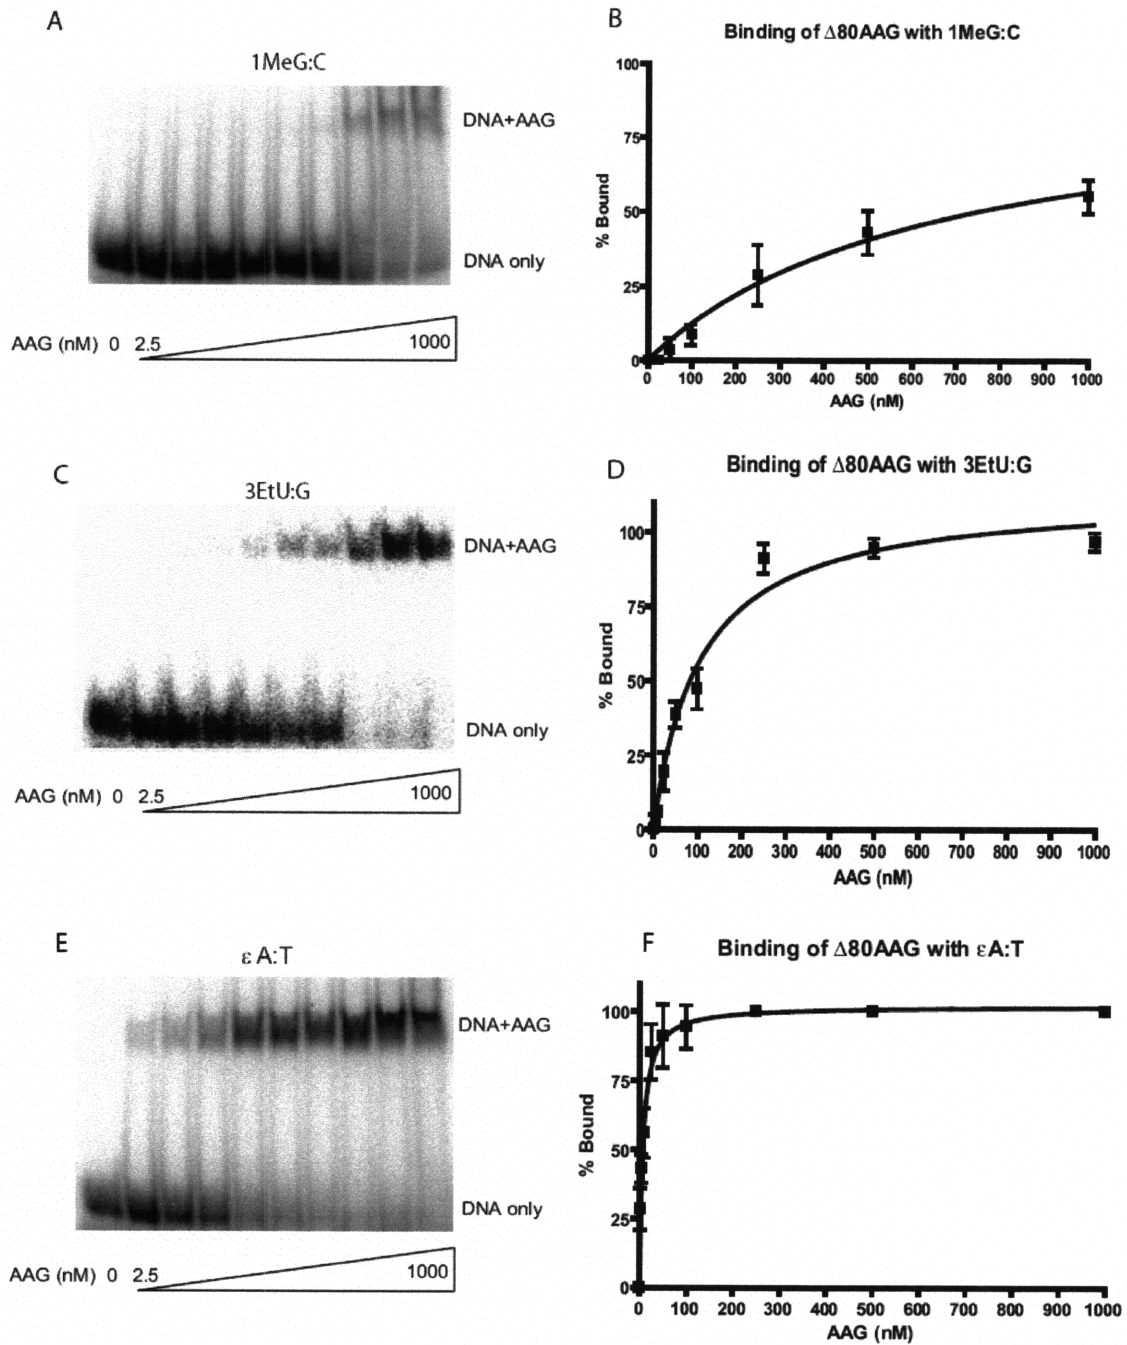 A
1MeG:C
DNA+AAG
DNA only
AAG (nM) 0 2.5 1000
B
Binding of Δ80AAG with 1MeG:C
% Bound
100
75
50
25
0
0 100 200 300 400 500 600 700 800 900 1000
AAG (nM)
C
3EtU:G
DNA+AAG
DNA only
AAG (nM) 0 2.5 1000
D
Binding of Δ80AAG with 3EtU:G
% Bound
100
75
50
25
0
0 100 200 300 400 500 600 700 800 900 1000
AAG (nM)
E
ε A:T
DNA+AAG
DNA only
AAG (nM) 0 2.5 1000
F
Binding of Δ80AAG with εA:T
% Bound
100
75
50
25
0
0 100 200 300 400 500 600 700 800 900 1000
AAG (nM)